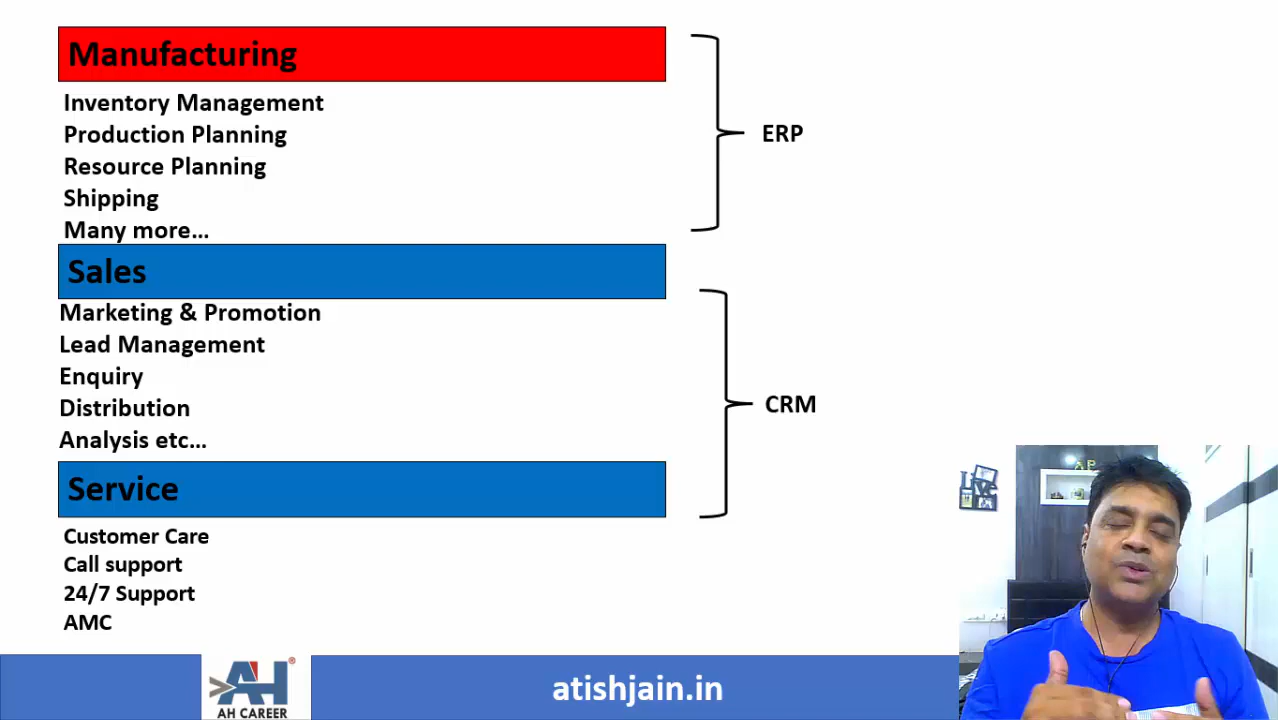 Manufacturing
Inventory Management
Production Planning
Resource Planning
Shipping
Many more...
ERP
Sales
Marketing & Promotion
Lead Management
Enquiry
Distribution
Analysis etc...
CRM
Service
Customer Care
Call support
24/7 Support
AMC
AH ®
AH CAREER
atishjain.in